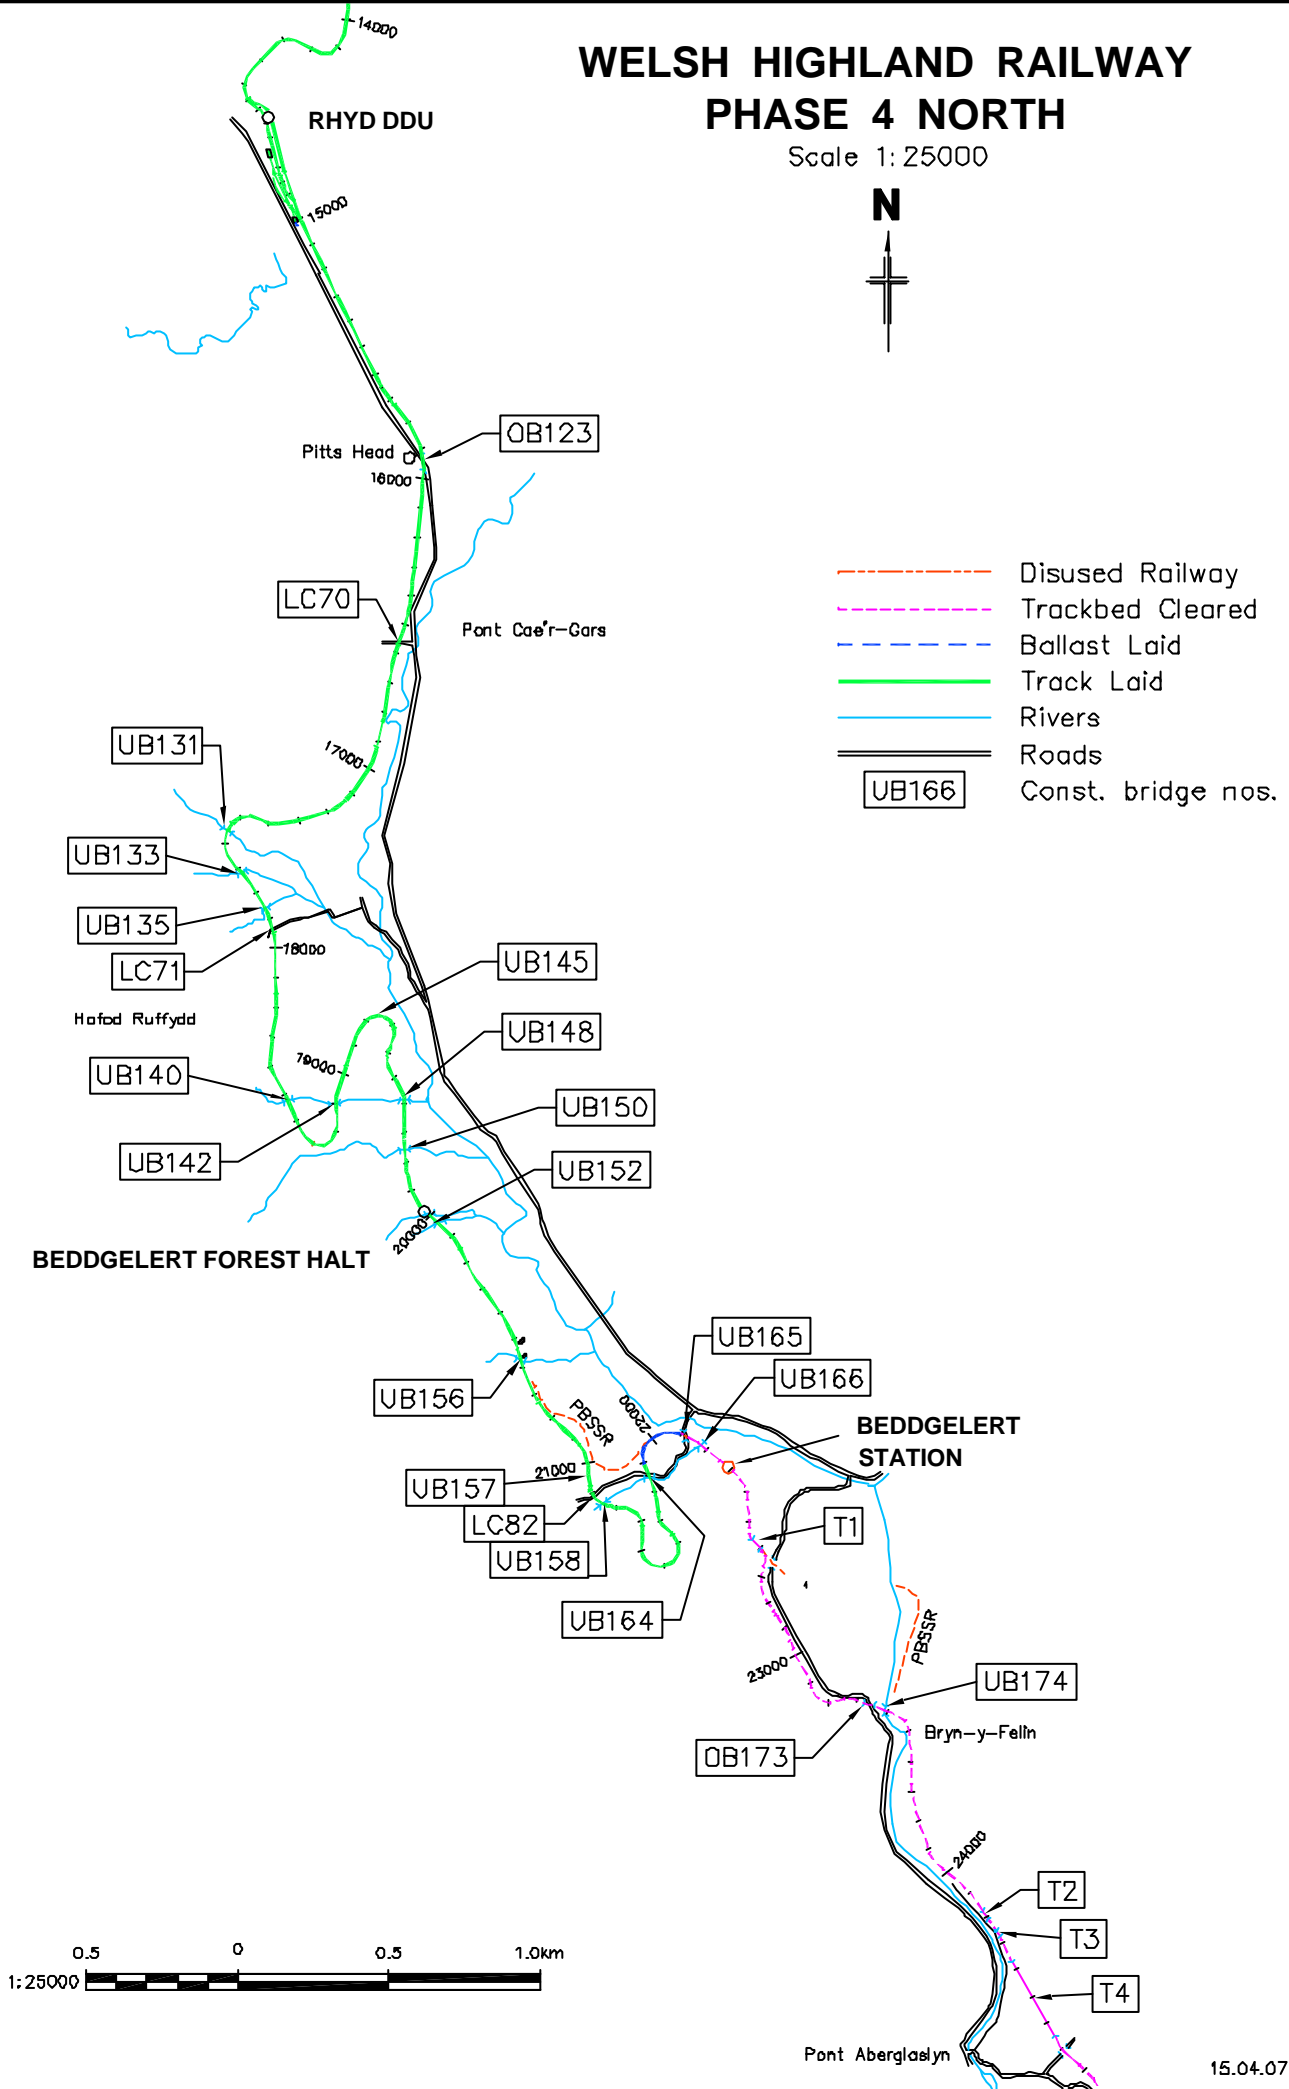 14000
WELSH HIGHLAND RAILWAY
PHASE 4 NORTH
Scale 1:25000
N
RHYD DDU
15000
OB123
Pitts Head
16000
LC70
Pont Cae'r-Gors
Disused Railway
Trackbed Cleared
Ballast Laid
Track Laid
Rivers
Roads
UB166 Const. bridge nos.
UB131
17000
UB133
UB135
LC71
18000
UB145
Hafod Ruffydd
UB148
19000
UB140
UB150
UB142
UB152
20000
BEDDGELERT FOREST HALT
UB165
UB166
UB156
PBSSR
22000
BEDDGELERT
STATION
21000
UB157
LC82
UB158
T1
UB164
PBSSR
23000
UB174
Bryn-y-Felin
OB173
24000
T2
T3
T4
0.5 0 0.5 1.0km
1:25000
Pont Aberglaslyn
15.04.07